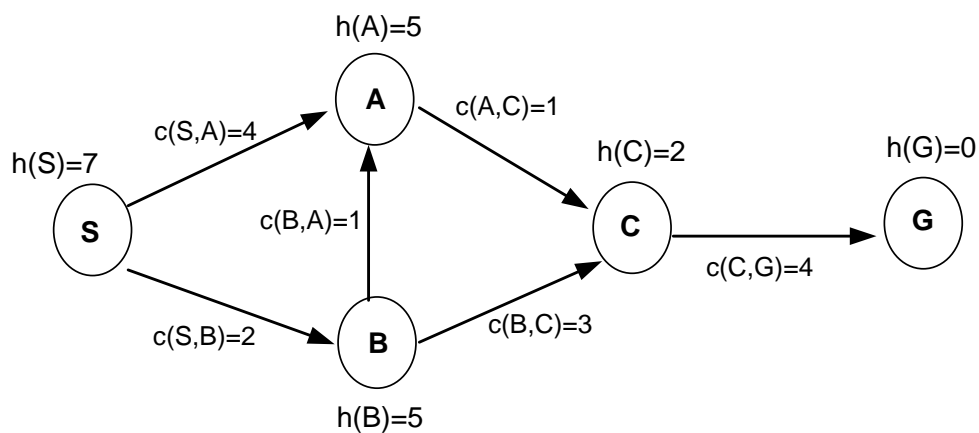 h(A)=5
A
c(A,C)=1
c(S,A)=4
h(C)=2
h(G)=0
h(S)=7
S
c(B,A)=1
C
G
c(C,G)=4
c(S,B)=2
B
c(B,C)=3
h(B)=5